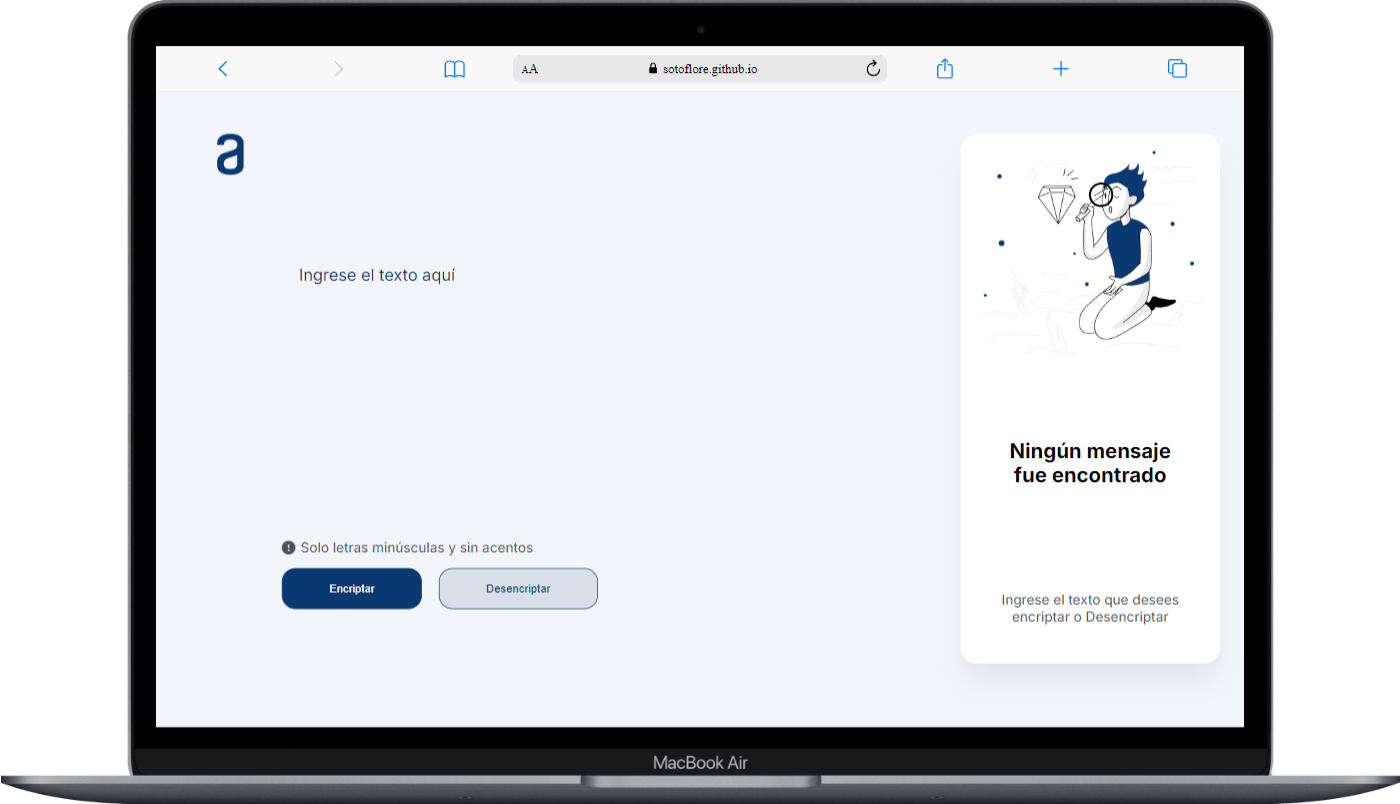 AA
sotoflore.github.io
a
Ingrese el texto aquí
Solo letras minúsculas y sin acentos
Encriptar
Desencriptar
Ningún mensaje
fue encontrado
Ingrese el texto que desees
encriptar o Desencriptar
MacBook Air